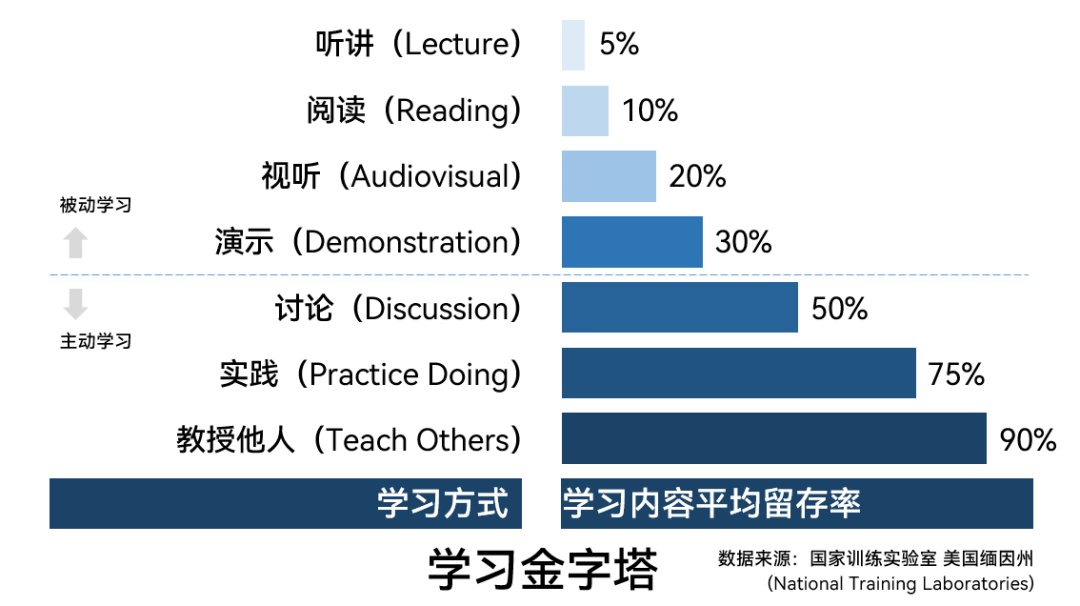 听讲（Lecture） 5%
阅读（Reading） 10%
视听（Audiovisual） 20%
被动学习
演示（Demonstration） 30%
讨论（Discussion） 50%
主动学习
实践（Practice Doing） 75%
教授他人（Teach Others） 90%
学习方式 学习内容平均留存率
学习金字塔
数据来源：国家训练实验室 美国缅因州
(National Training Laboratories)